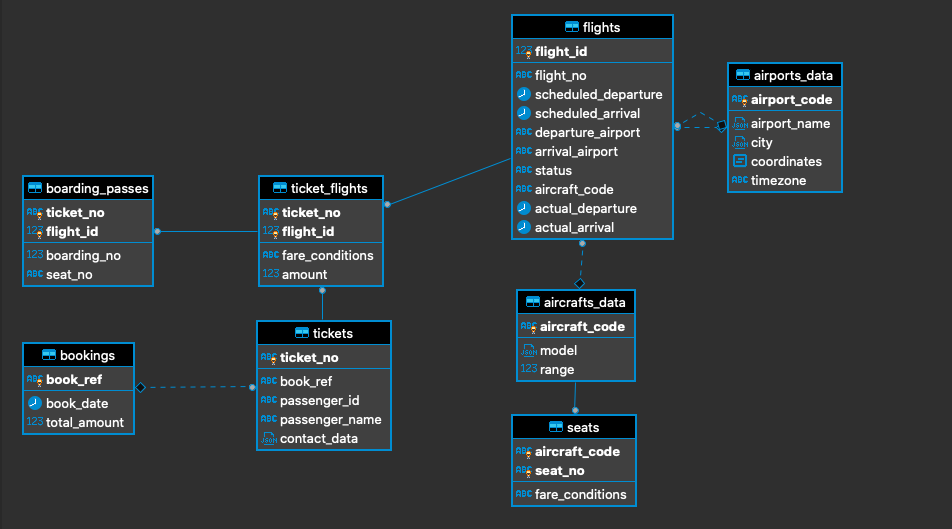 flights
123 flight_id
ABC flight_no
scheduled_departure
scheduled_arrival
ABC departure_airport
ABC arrival_airport
ABC status
ABC aircraft_code
actual_departure
actual_arrival
airports_data
ABC airport_code
JSON airport_name
JSON city
coordinates
ABC timezone
boarding_passes
ABC ticket_no
123 flight_id
123 boarding_no
ABC seat_no
ticket_flights
ABC ticket_no
123 flight_id
ABC fare_conditions
123 amount
bookings
ABC book_ref
book_date
123 total_amount
tickets
ABC ticket_no
ABC book_ref
ABC passenger_id
ABC passenger_name
JSON contact_data
aircrafts_data
ABC aircraft_code
JSON model
123 range
seats
ABC aircraft_code
ABC seat_no
ABC fare_conditions